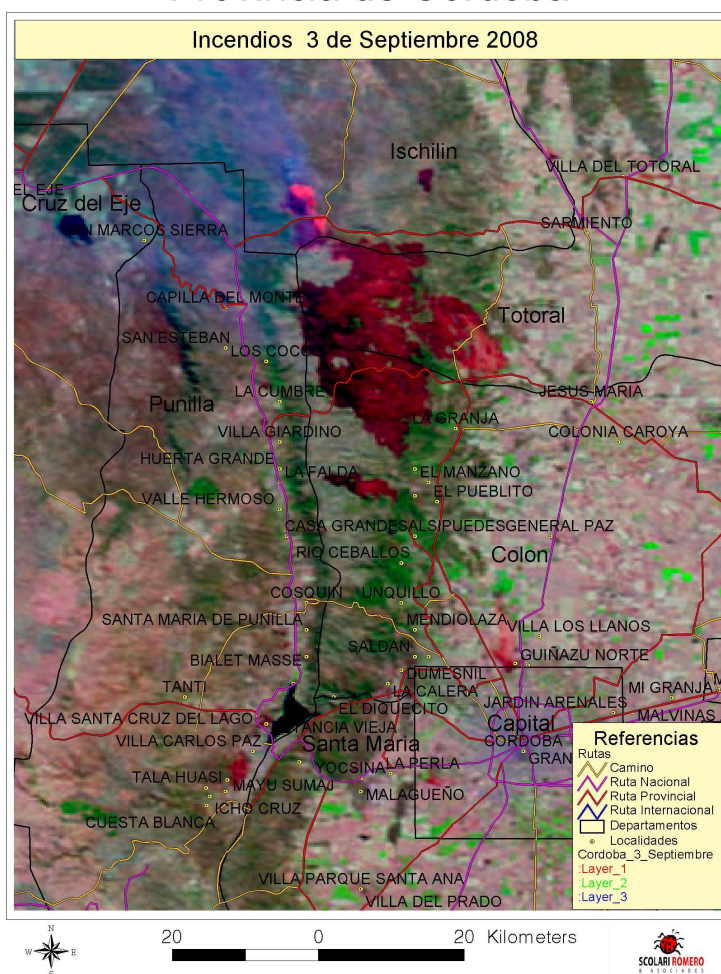 Incendios 3 de Septiembre 2008
Ischilin
VILLA DEL TOTORAL
EL EJE
Cruz del Eje
SAN MARCOS SIERRA
SARMIENTO
CAPILLA DEL MONTE
Totoral
SAN ESTEBAN
LOS COCO
LA CUMBRE
JESUS MARIA
Punilla
LA GRANJA
VILLA GIARDINO
COLONIA CAROYA
HUERTA GRANDE
LA FALDA
EL MANZANO
EL PUEBLITO
VALLE HERMOSO
CASA GRANDE
SALSIPUEDES
GENERAL PAZ
RIO CEBALLOS
Colon
COSQUIN
UNQUILLO
SANTA MARIA DE PUNILLA
MENDIOLAZA
VILLA LOS LLANOS
BIALET MASSE
SALDAN
GUIÑAZU NORTE
DUMESNIL
TANTI
LA CALERA
MI GRANJA
EL DIQUECITO
JARDIN ARENALES
VILLA SANTA CRUZ DEL LAGO
TANCIA VIEJA
Capital
MALVINAS
VILLA CARLOS PAZ
Santa Maria
CORDOBA
GRAN
TALA HUASI
YOCSINA
LA PERLA
MAYU SUMAJ
MALAGUEÑO
ICHO CRUZ
CUESTA BLANCA
VILLA PARQUE SANTA ANA
VILLA DEL PRADO
Referencias
Rutas
Camino
Ruta Nacional
Ruta Provincial
Ruta Internacional
Departamentos
Localidades
Cordoba_3_Septiembre
:Layer_1
:Layer_2
:Layer_3
N
W
E
S
20 0 20 Kilometers
SCOLARI ROMERO
& ASOCIADOS